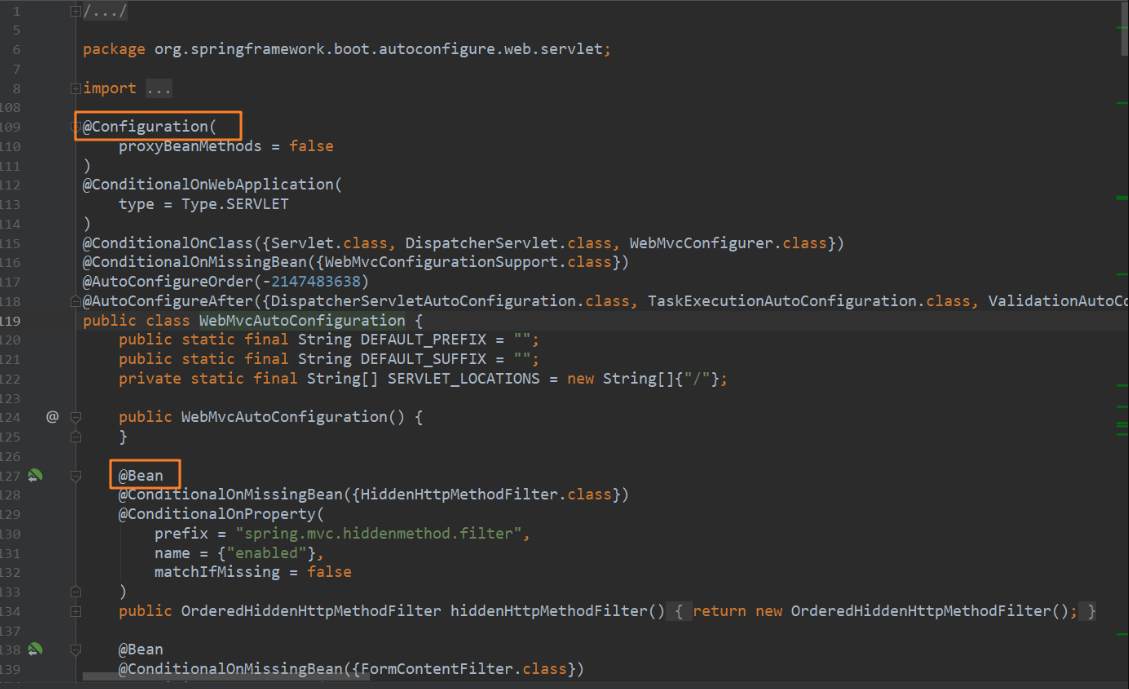 1 /.../
5
6 package org.springframework.boot.autoconfigure.web.servlet;
7
8 import ...
108
109 @Configuration(
110 proxyBeanMethods = false
111 )
112 @ConditionalOnWebApplication(
113 type = Type.SERVLET
114 )
115 @ConditionalOnClass({Servlet.class, DispatcherServlet.class, WebMvcConfigurer.class})
116 @ConditionalOnMissingBean({WebMvcConfigurationSupport.class})
117 @AutoConfigureOrder(-2147483638)
118 @AutoConfigureAfter({DispatcherServletAutoConfiguration.class, TaskExecutionAutoConfiguration.class, ValidationAutoCo
119 public class WebMvcAutoConfiguration {
120 public static final String DEFAULT_PREFIX = "";
121 public static final String DEFAULT_SUFFIX = "";
122 private static final String[] SERVLET_LOCATIONS = new String[]{"/"};
123
124 @ public WebMvcAutoConfiguration() {
125 }
126
127 @Bean
128 @ConditionalOnMissingBean({HiddenHttpMethodFilter.class})
129 @ConditionalOnProperty(
130 prefix = "spring.mvc.hiddenmethod.filter",
131 name = {"enabled"},
132 matchIfMissing = false
133 )
134 public OrderedHiddenHttpMethodFilter hiddenHttpMethodFilter() { return new OrderedHiddenHttpMethodFilter(); }
137
138 @Bean
139 @ConditionalOnMissingBean({FormContentFilter.class})